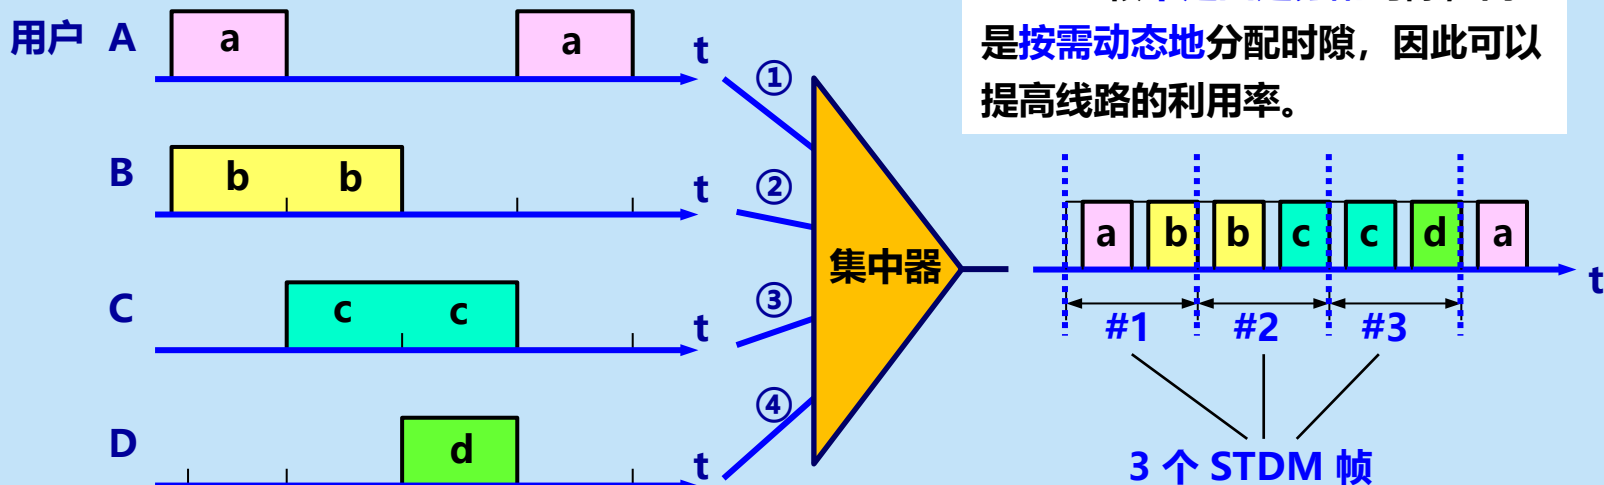 是按需动态地分配时隙，因此可以
提高线路的利用率。
用户 A a a t
①
B b b t
②
C c c t
③
D d t
④
集中器
a b b c c d a
t
#1 #2 #3
3 个 STDM 帧